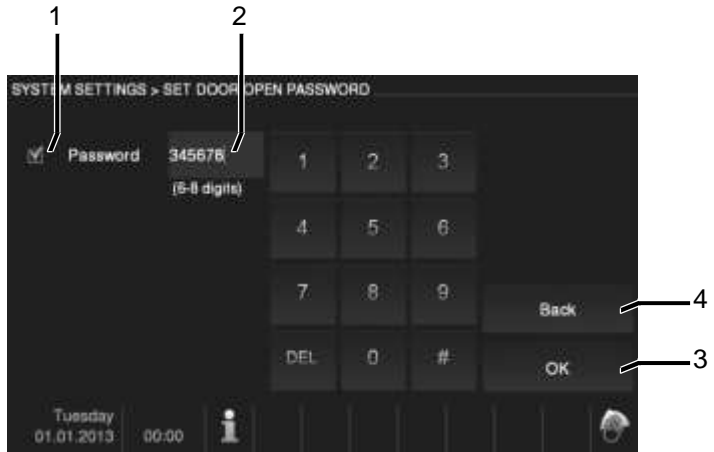 1 2
SYSTEM SETTINGS > SET DOOR OPEN PASSWORD
Password 345676 1 2 3
(6-8 digits)
4 5 6
7 8 9
Back 4
DEL 0 # OK 3
Tuesday
01.01.2013 00:00 i